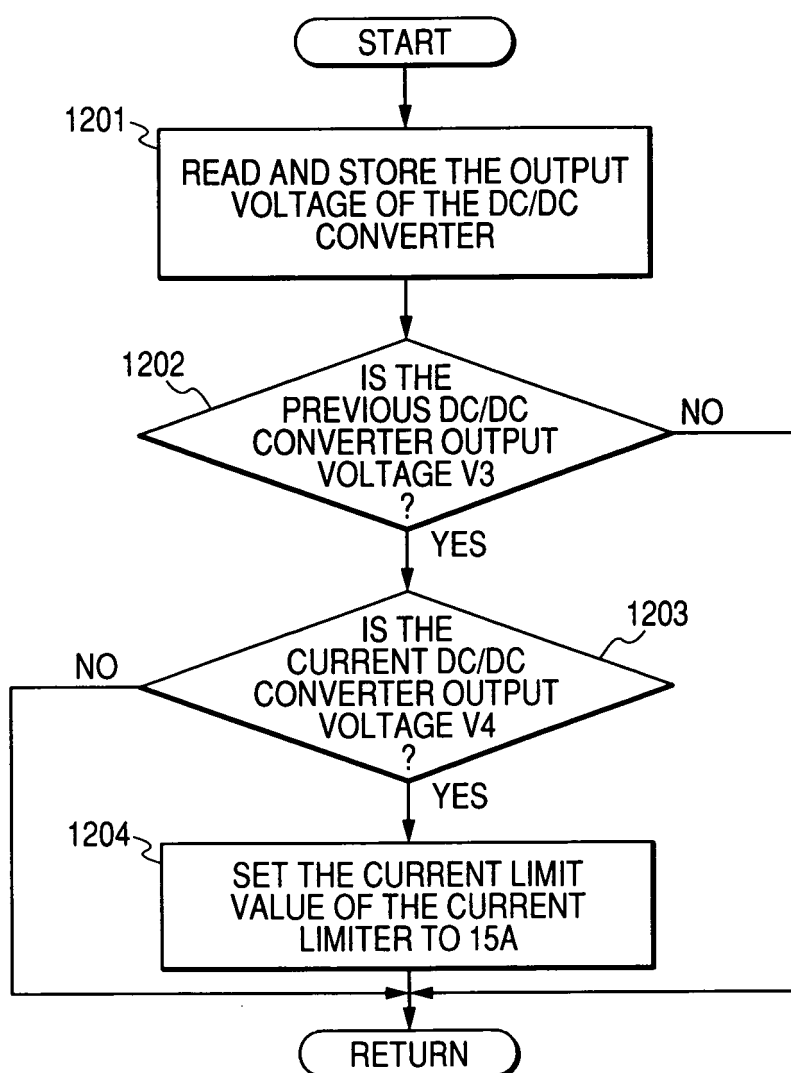 START
1201
READ AND STORE THE OUTPUT
VOLTAGE OF THE DC/DC
CONVERTER
1202
IS THE
PREVIOUS DC/DC
CONVERTER OUTPUT
VOLTAGE V3
?
NO
YES
1203
IS THE
CURRENT DC/DC
CONVERTER OUTPUT
VOLTAGE V4
?
NO
YES
1204
SET THE CURRENT LIMIT
VALUE OF THE CURRENT
LIMITER TO 15A
RETURN